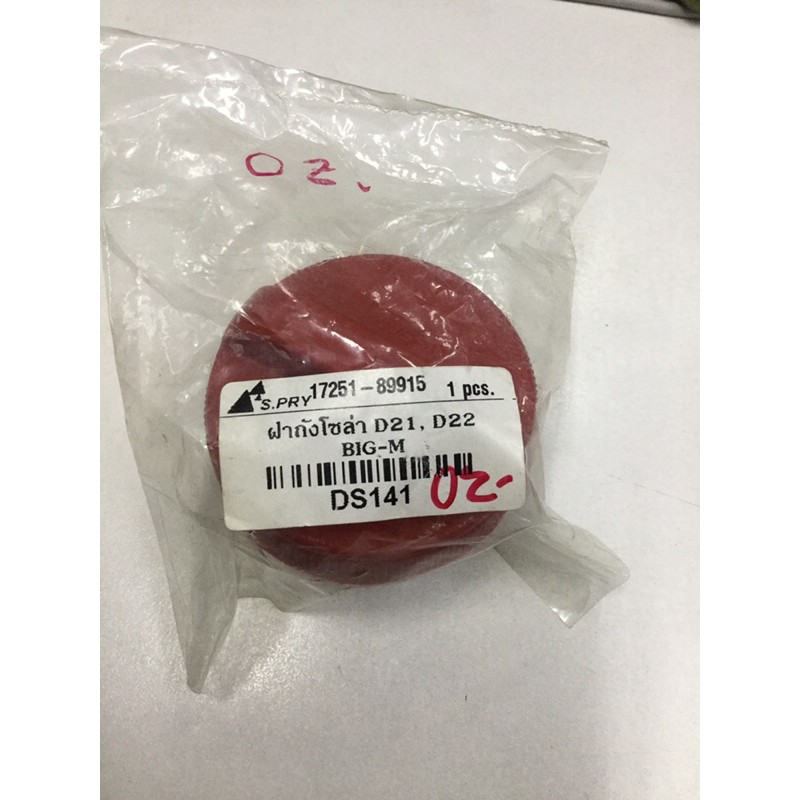 OZ.
S.PRY 17251-89915 1 pcs.
ฝาถังโซล่า D21, D22
BIG-M
DS141 OZ-